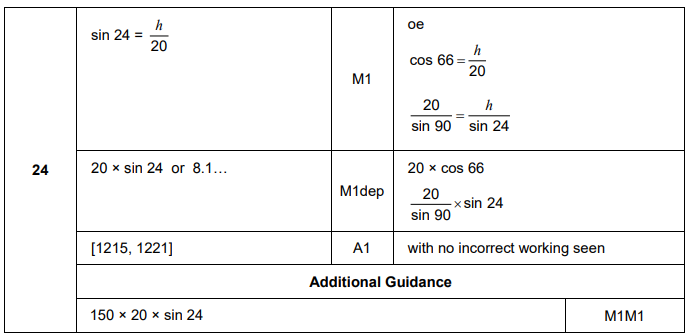 24
sin 24 = h/20
M1
oe
cos 66 = h/20
20/sin 90 = h/sin 24
20 × sin 24 or 8.1…
M1dep
20 × cos 66
20/sin 90 × sin 24
[1215, 1221]
A1
with no incorrect working seen
Additional Guidance
150 × 20 × sin 24
M1M1